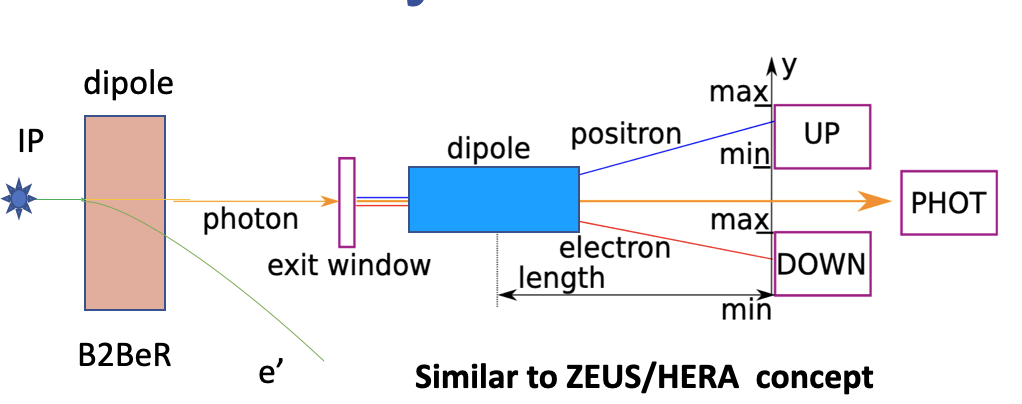 dipole
IP
photon
exit window
B2BeR
e’
dipole
positron
electron
length
y
max
min
UP
max
min
DOWN
PHOT
Similar to ZEUS/HERA concept